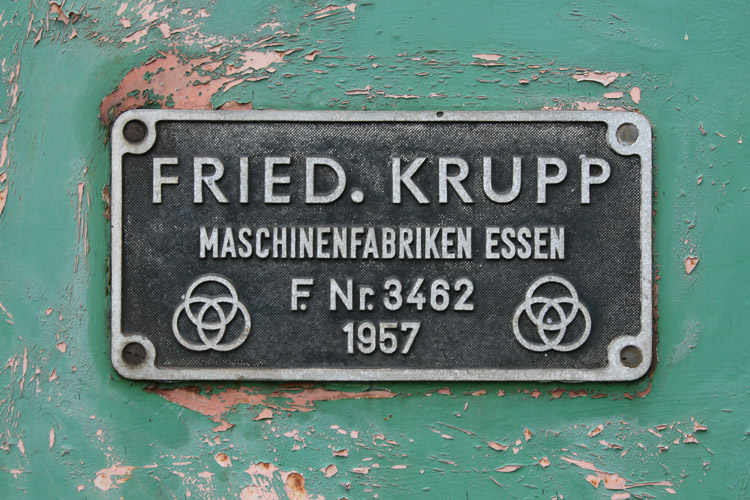 FRIED. KRUPP
MASCHINENFABRIKEN ESSEN
F. Nr. 3462
1957